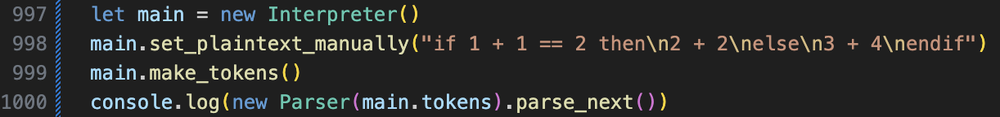 997 let main = new Interpreter()
998 main.set_plaintext_manually("if 1 + 1 == 2 then\n2 + 2\nelse\n3 + 4\nendif")
999 main.make_tokens()
1000 console.log(new Parser(main.tokens).parse_next())